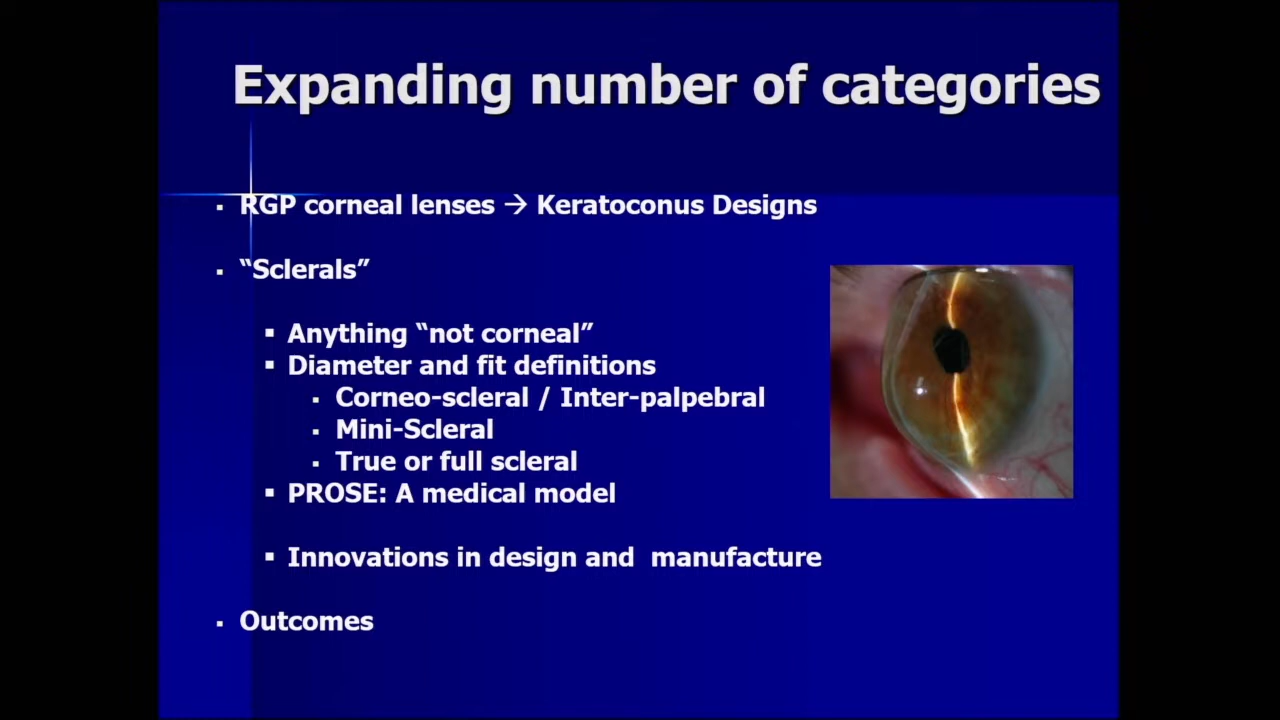 Expanding number of categories
▪ RGP corneal lenses → Keratoconus Designs
▪ “Sclerals”
▪ Anything “not corneal”
▪ Diameter and fit definitions
▪ Corneo-scleral / Inter-palpebral
▪ Mini-Scleral
▪ True or full scleral
▪ PROSE: A medical model
▪ Innovations in design and  manufacture
▪ Outcomes